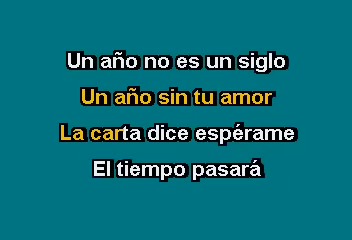 Un año no es un siglo
Un año sin tu amor
La carta dice espérame
El tiempo pasará